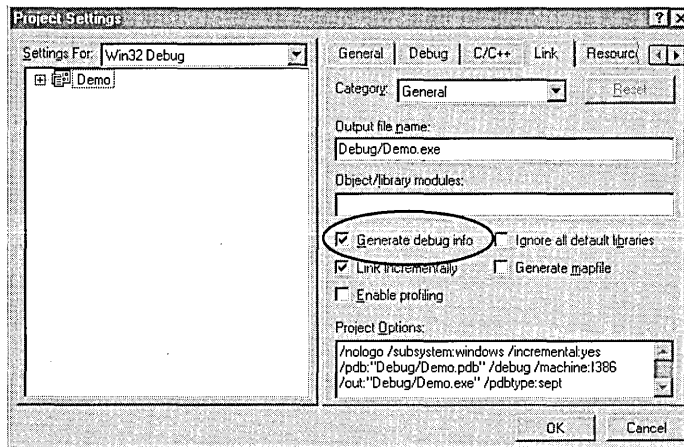 Project Settings
Settings For: Win32 Debug
Demo
General Debug C/C++ Link Resourc
Category: General Reset
Output file name:
Debug/Demo.exe
Object/library modules:
Generate debug info Ignore all default libraries
Link incrementally Generate mapfile
Enable profiling
Project Options:
/nologo /subsystem:windows /incremental:yes
/pdb:"Debug/Demo.pdb" /debug /machine:I386
/out:"Debug/Demo.exe" /pdbtype:sept
OK Cancel